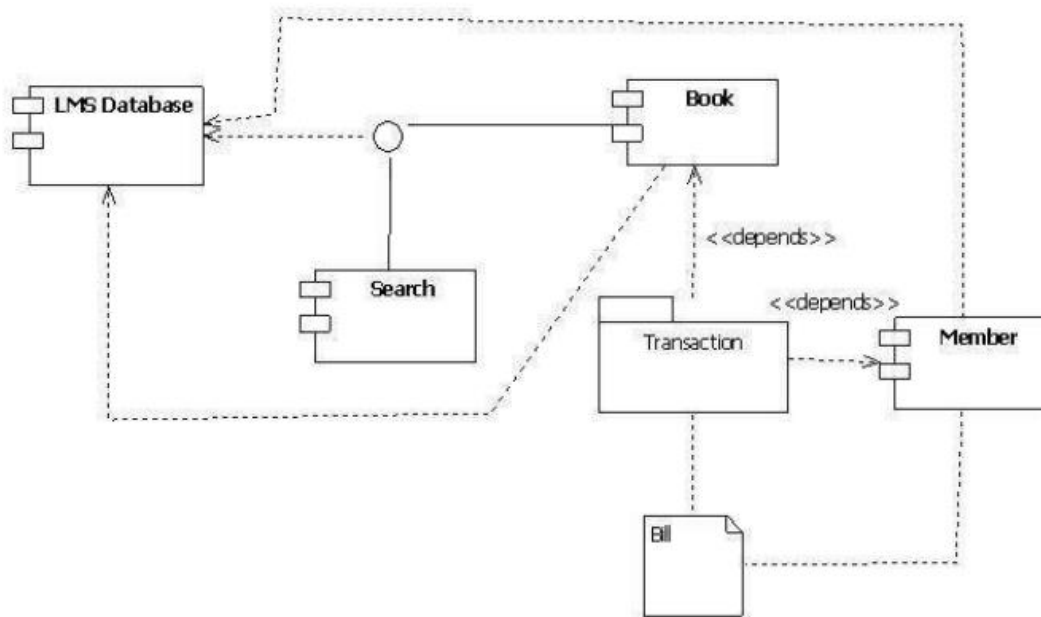 LMS Database
Book
<<depends>>
Search
<<depends>>
Transaction
Member
Bill